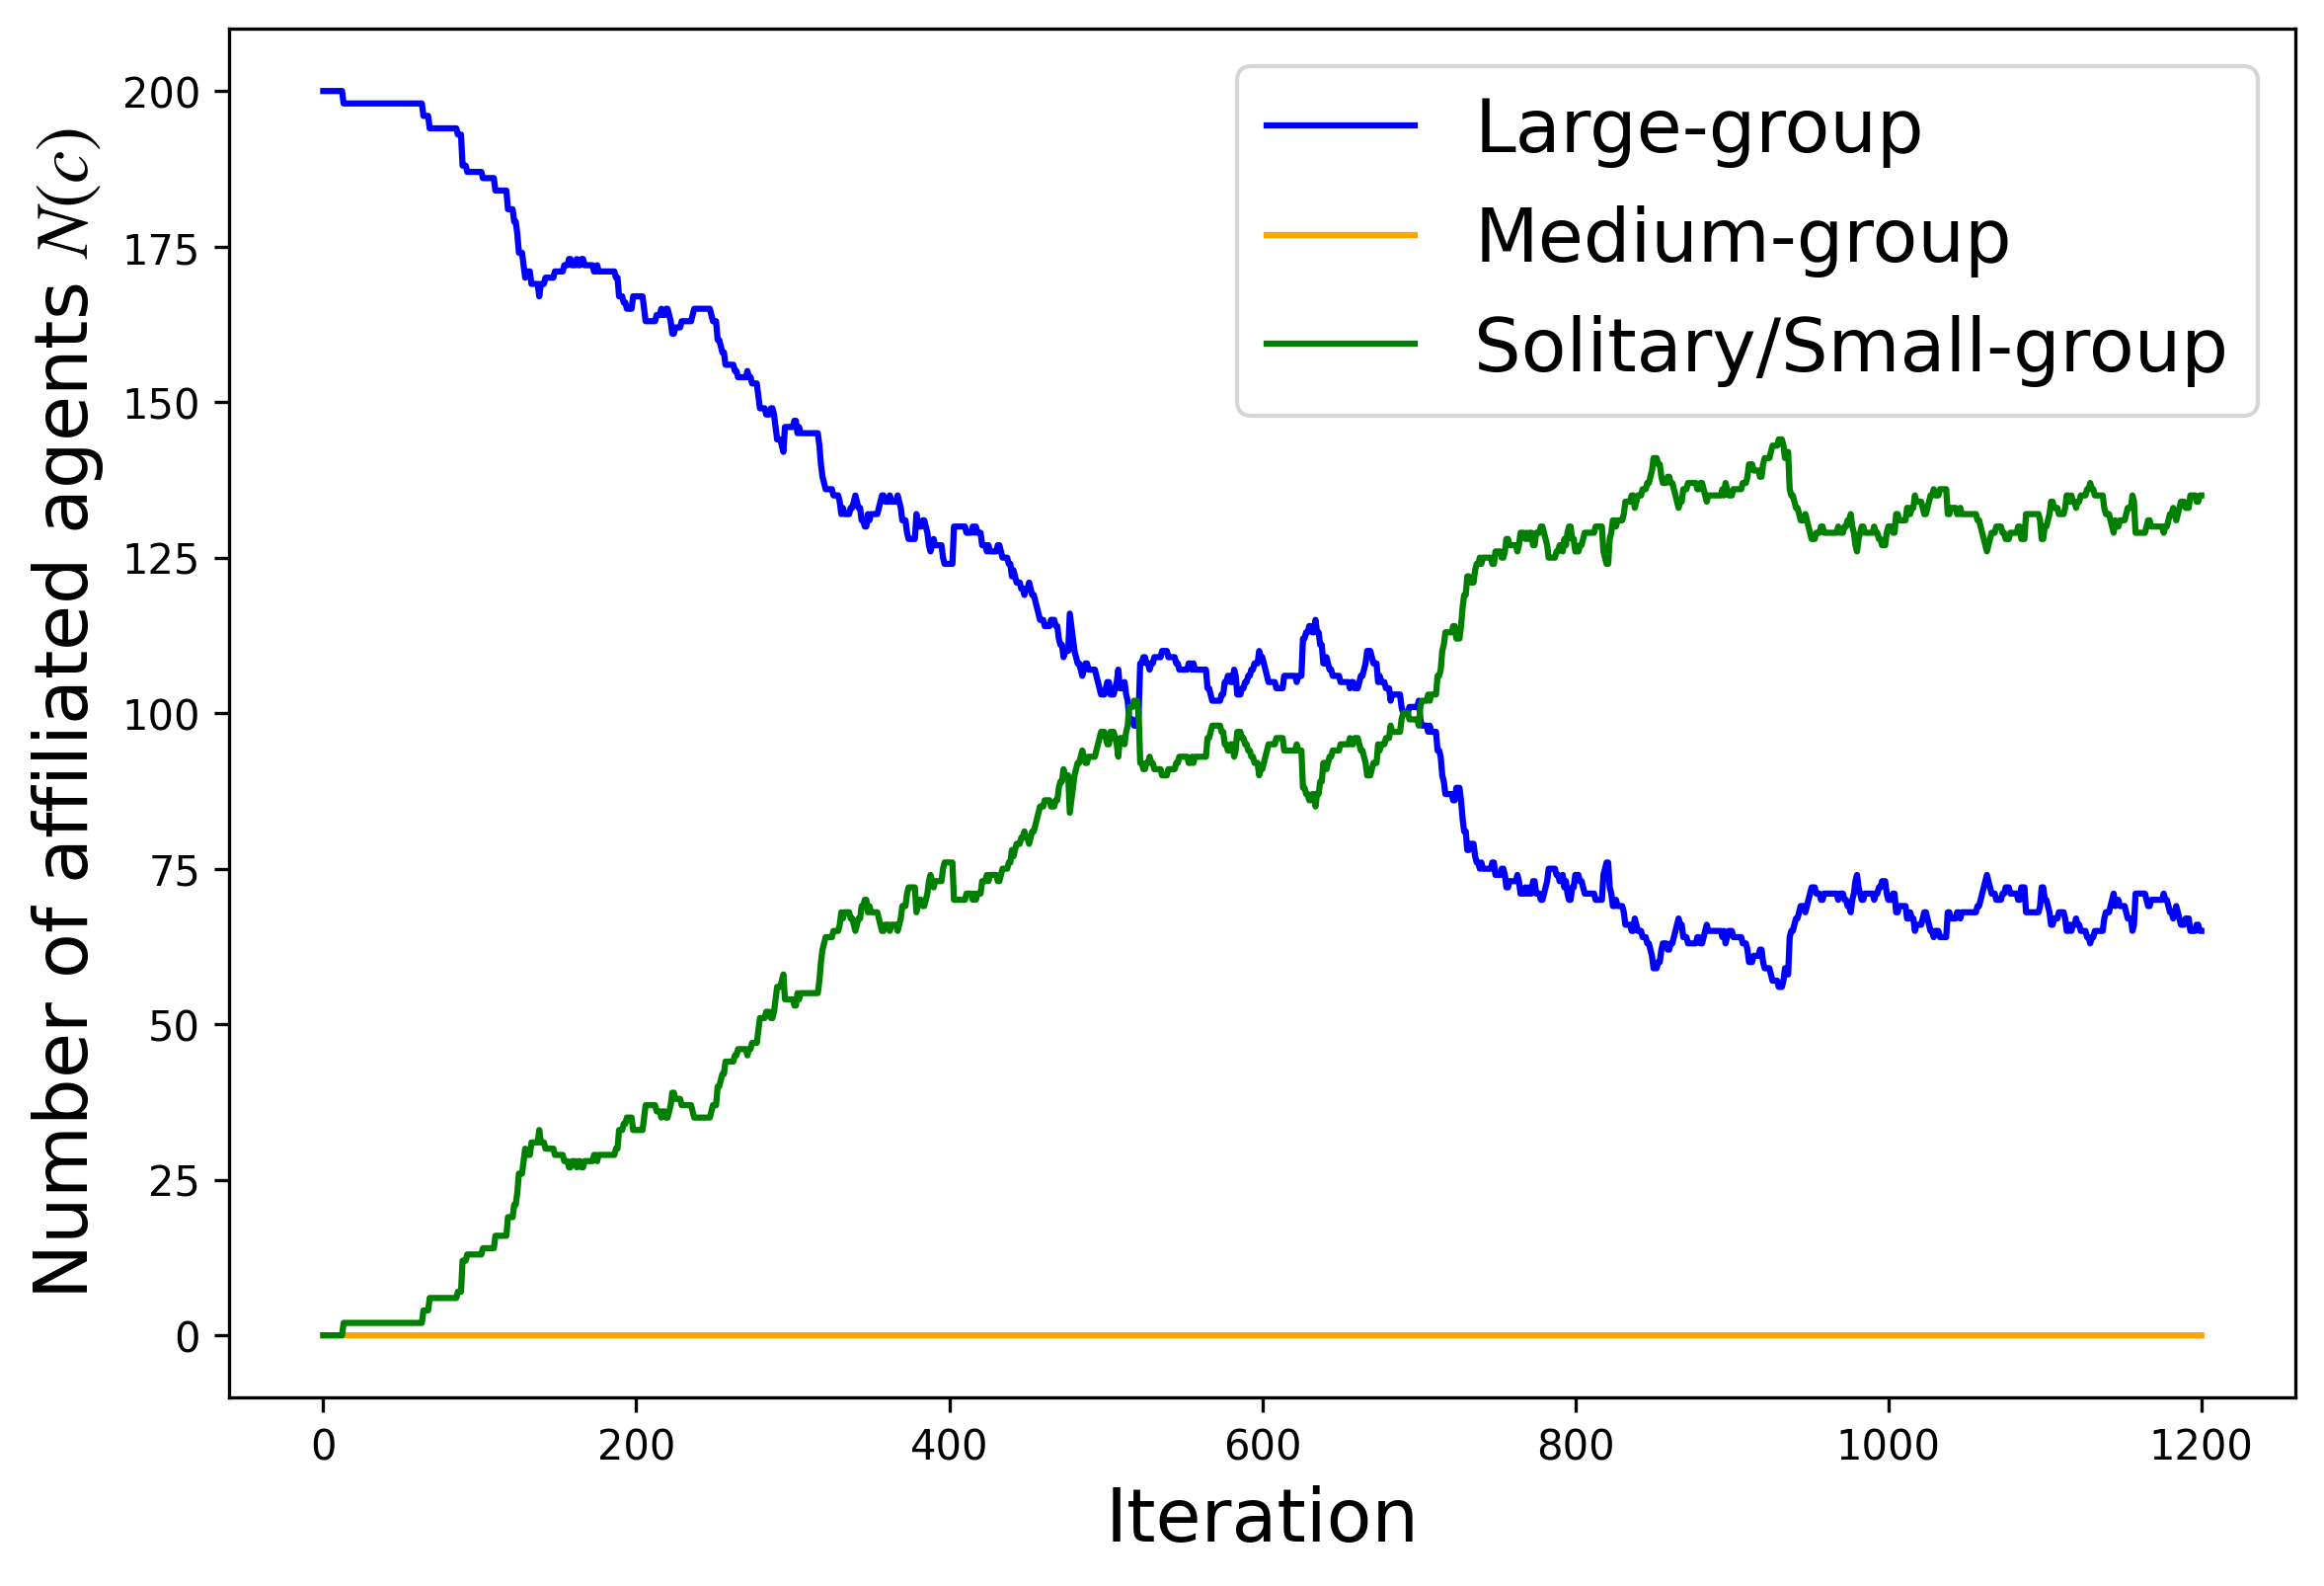 Large-group
Medium-group
Solitary/Small-group
Number of affiliated agents N(c)
200
175
150
125
100
75
50
25
0
0 200 400 600 800 1000 1200
Iteration